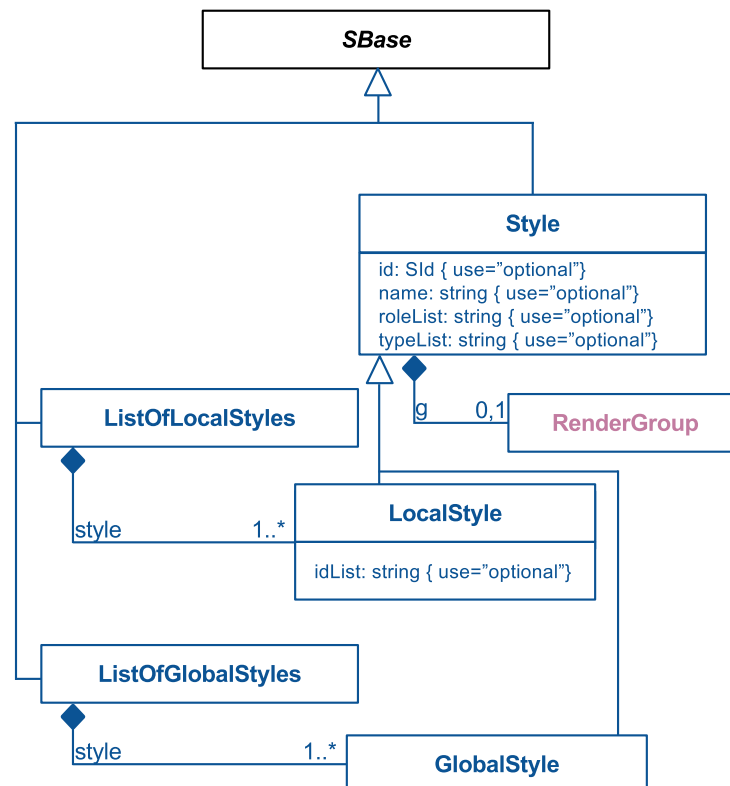 SBase
Style
id: SId { use=”optional”}
name: string { use=”optional”}
roleList: string { use=”optional”}
typeList: string { use=”optional”}
ListOfLocalStyles
g 0,1
RenderGroup
LocalStyle
style 1..*
idList: string { use=”optional”}
ListOfGlobalStyles
style 1..*
GlobalStyle